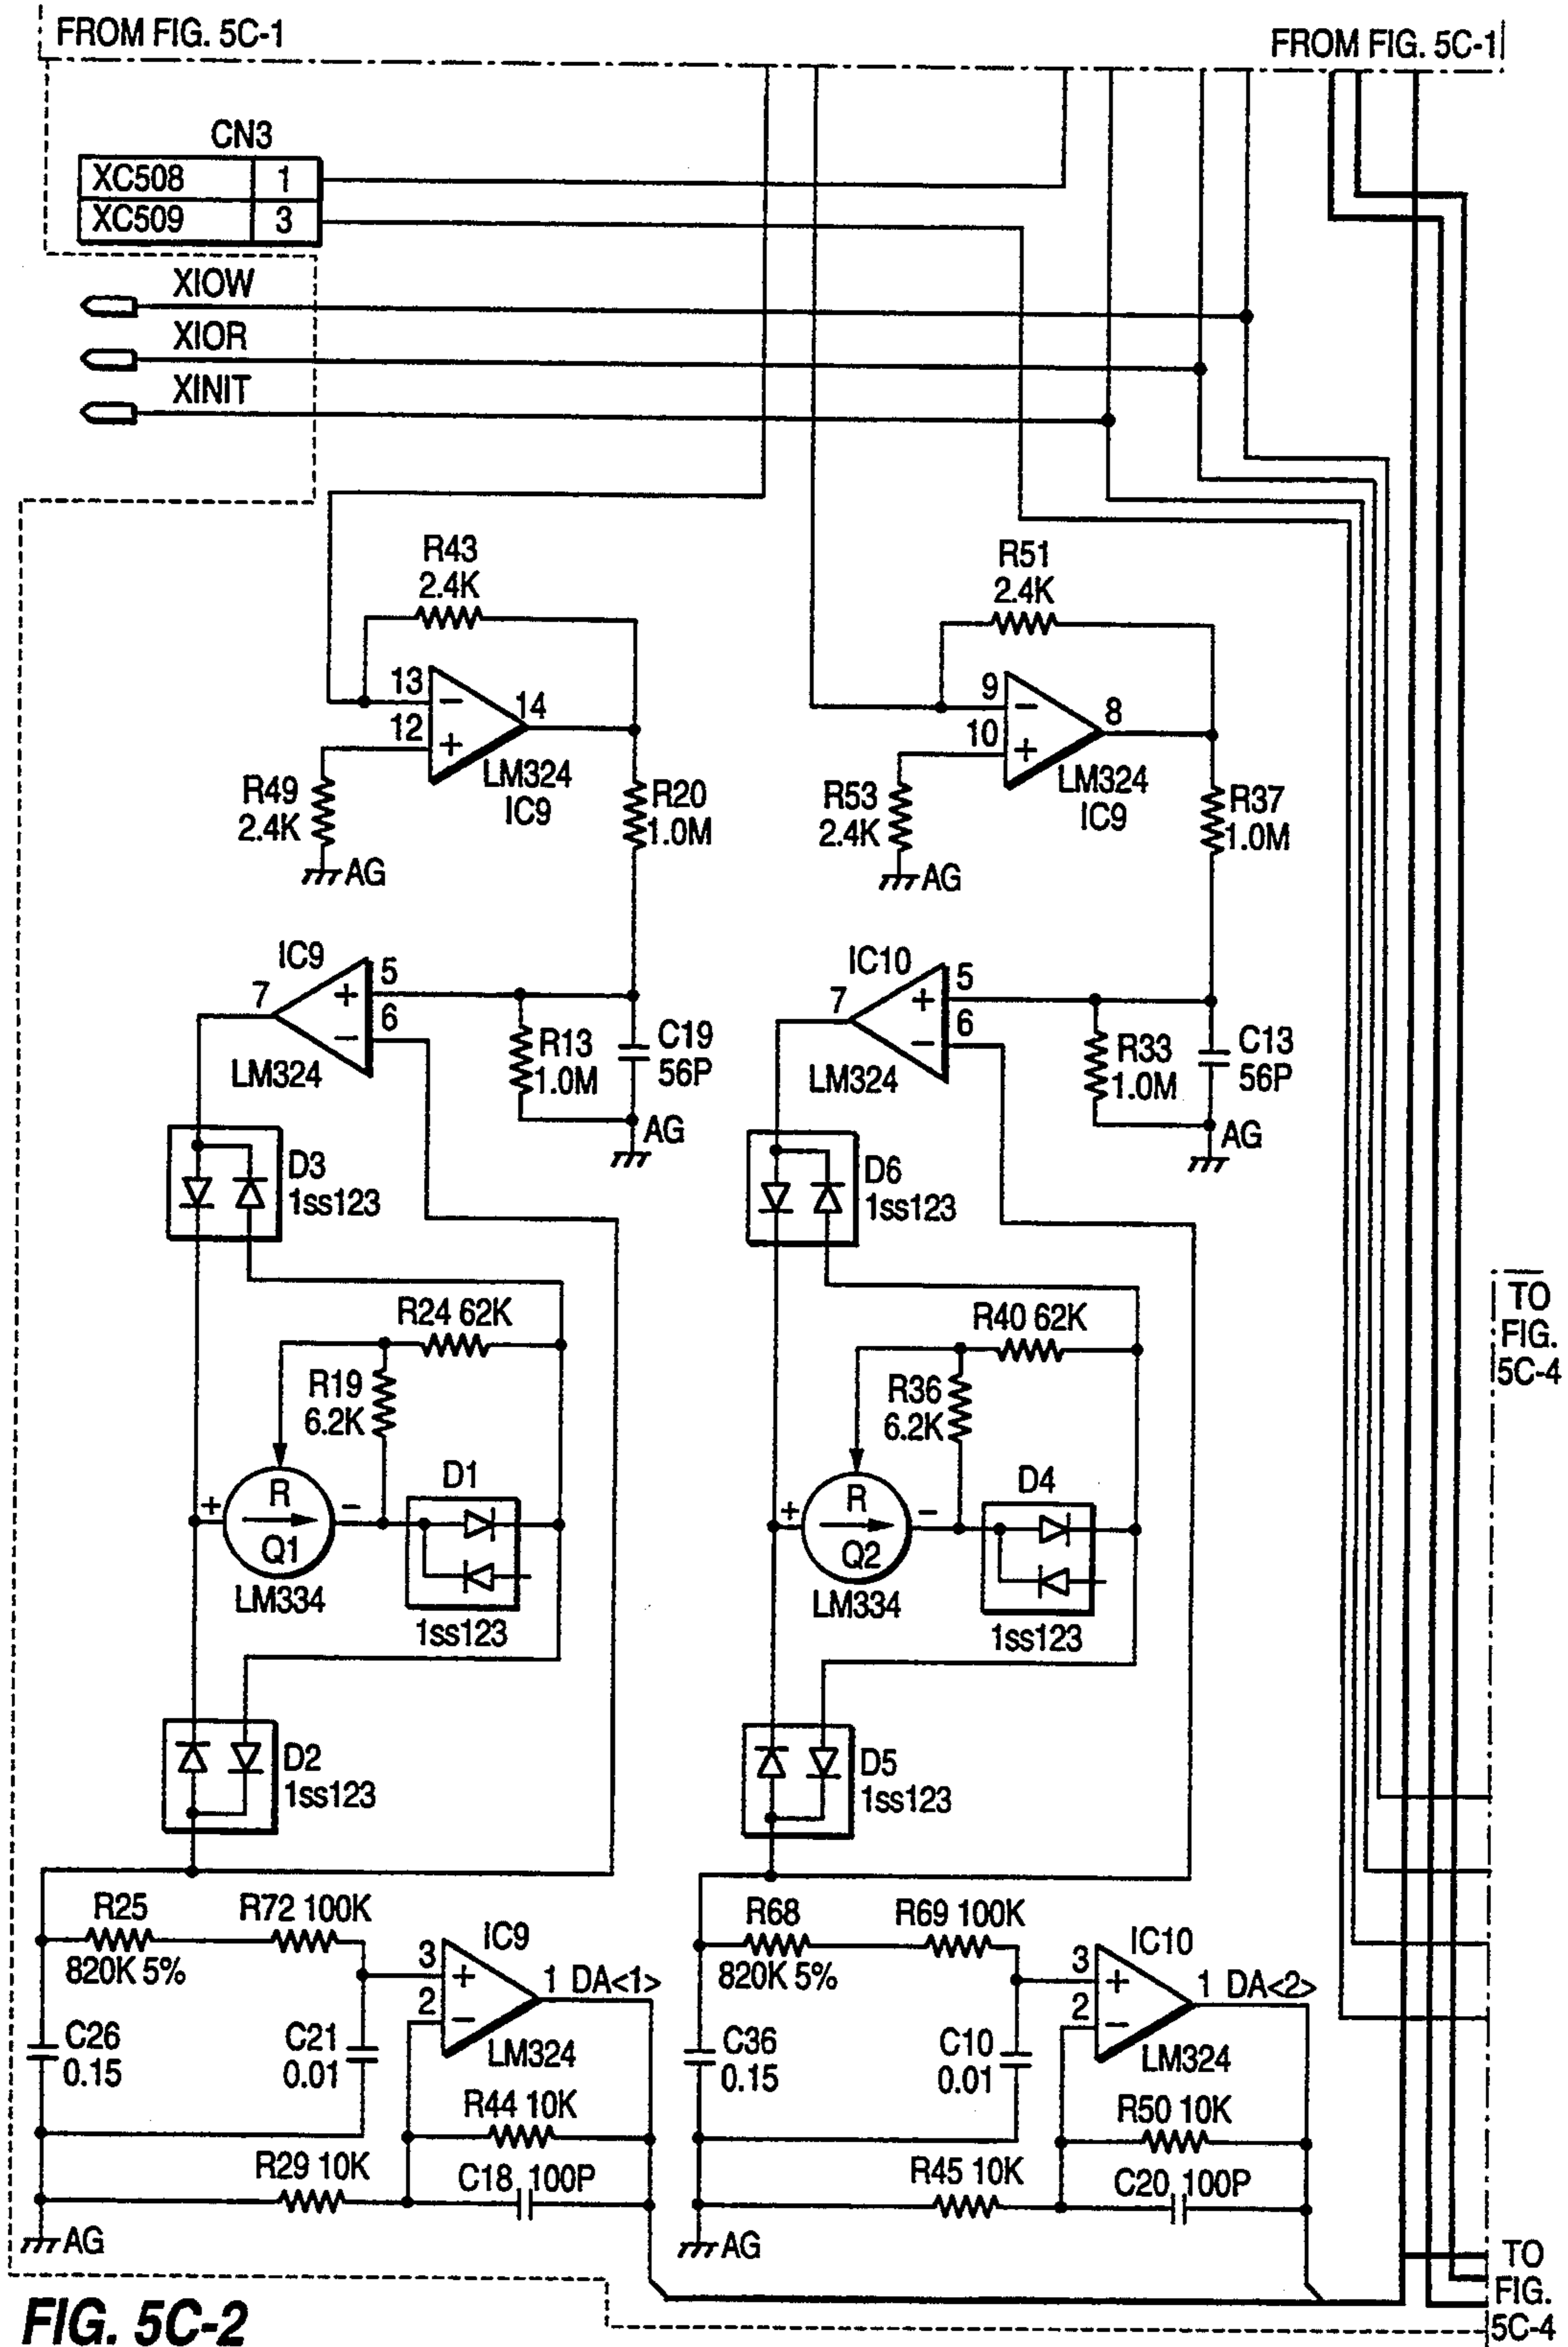 FROM FIG. 5C-1
FROM FIG. 5C-1
CN3
XC508 1
XC509 3
XIOW
XIOR
XINIT
R43
2.4K
13
−
14
12
+
LM324
IC9
R49
2.4K
AG
R20
1.0M
R51
2.4K
9
−
8
10
+
LM324
IC9
R53
2.4K
AG
R37
1.0M
IC9
5
7
+
6
−
LM324
R13
1.0M
C19
56P
AG
IC10
5
7
+
6
−
LM324
R33
1.0M
C13
56P
AG
D3
1ss123
D6
1ss123
R24 62K
R19
6.2K
D1
+
R
−
Q1
LM334
1ss123
R40 62K
R36
6.2K
D4
+
R
−
Q2
LM334
1ss123
TO
FIG.
5C-4
D2
1ss123
D5
1ss123
R25
820K 5%
R72 100K
IC9
3
+
2
−
1 DA<1>
LM324
C26
0.15
C21
0.01
R44 10K
R29 10K
C18 100P
AG
R68
820K 5%
R69 100K
IC10
3
+
2
−
1 DA<2>
LM324
C36
0.15
C10
0.01
R50 10K
R45 10K
C20 100P
AG
TO
FIG.
5C-4
FIG. 5C-2